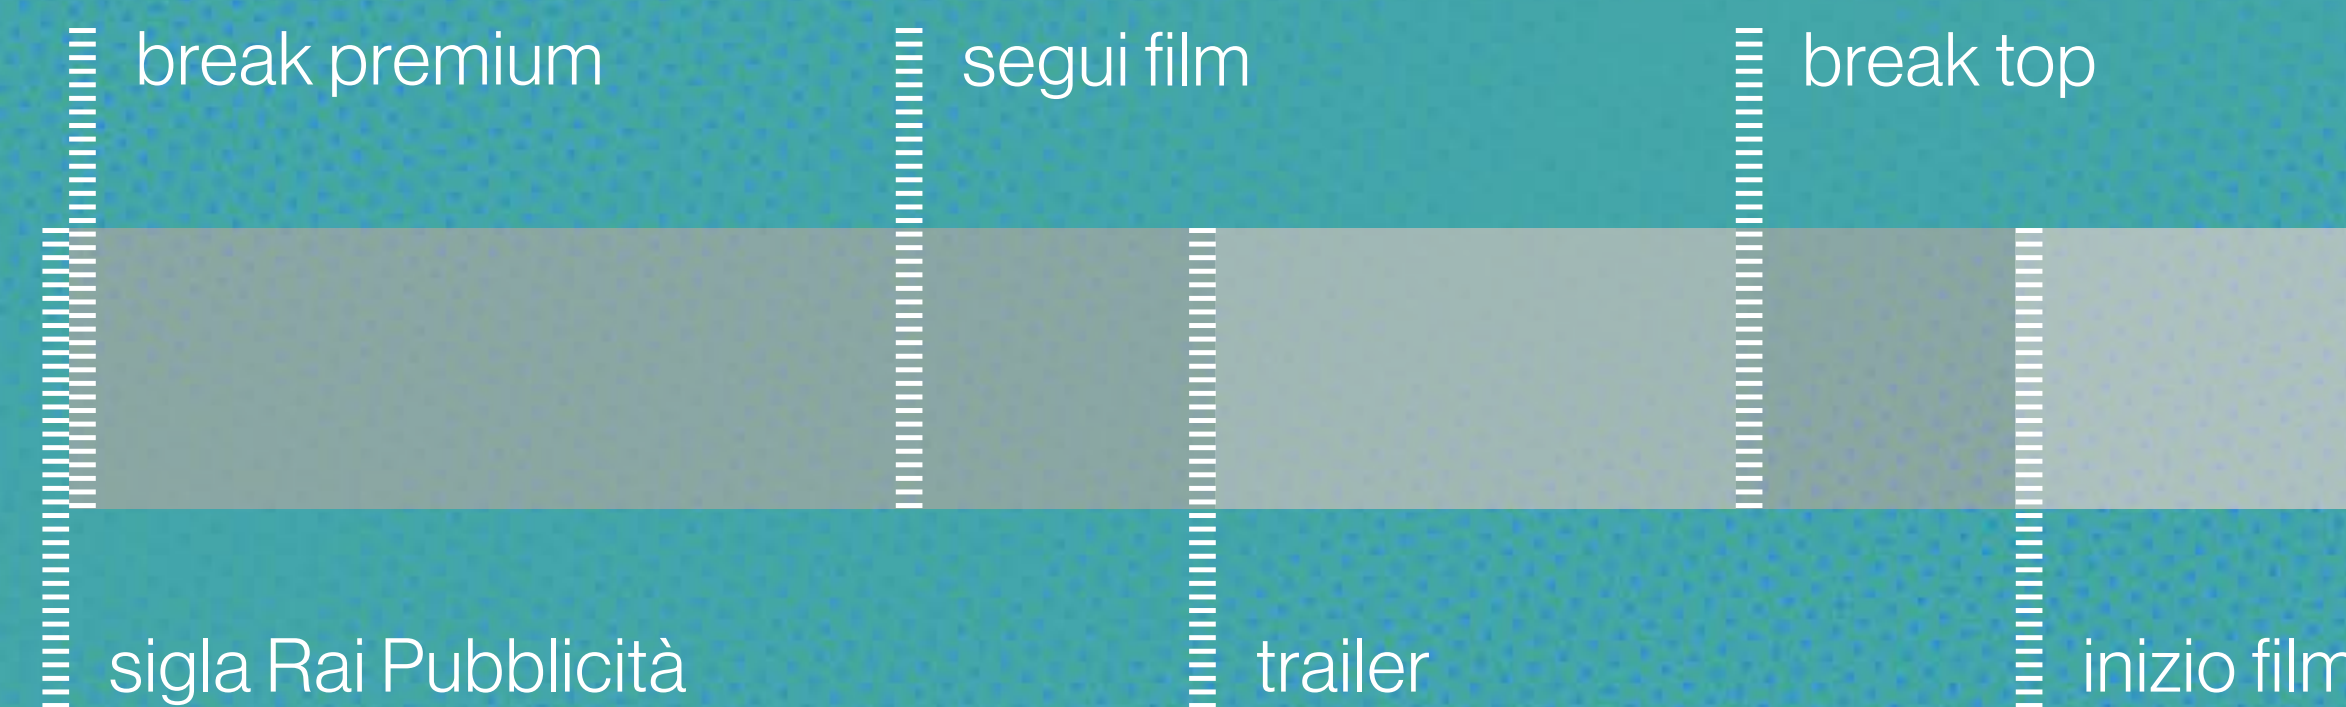 break premium
segui film
break top
sigla Rai Pubblicità
trailer
inizio film